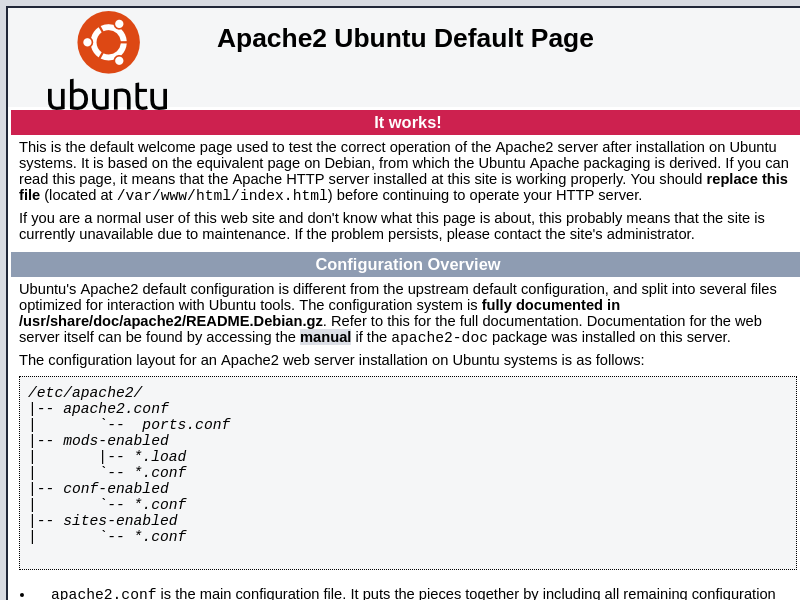 Apache2 Ubuntu Default Page
ubuntu
It works!
This is the default welcome page used to test the correct operation of the Apache2 server after installation on Ubuntu
systems. It is based on the equivalent page on Debian, from which the Ubuntu Apache packaging is derived. If you can
read this page, it means that the Apache HTTP server installed at this site is working properly. You should replace this
file (located at /var/www/html/index.html) before continuing to operate your HTTP server.
If you are a normal user of this web site and don't know what this page is about, this probably means that the site is
currently unavailable due to maintenance. If the problem persists, please contact the site's administrator.
Configuration Overview
Ubuntu's Apache2 default configuration is different from the upstream default configuration, and split into several files
optimized for interaction with Ubuntu tools. The configuration system is fully documented in
/usr/share/doc/apache2/README.Debian.gz. Refer to this for the full documentation. Documentation for the web
server itself can be found by accessing the manual if the apache2-doc package was installed on this server.
The configuration layout for an Apache2 web server installation on Ubuntu systems is as follows:
/etc/apache2/
|-- apache2.conf
|       `--  ports.conf
|-- mods-enabled
|       |-- *.load
|       `-- *.conf
|-- conf-enabled
|       `-- *.conf
|-- sites-enabled
|       `-- *.conf
• apache2.conf is the main configuration file. It puts the pieces together by including all remaining configuration